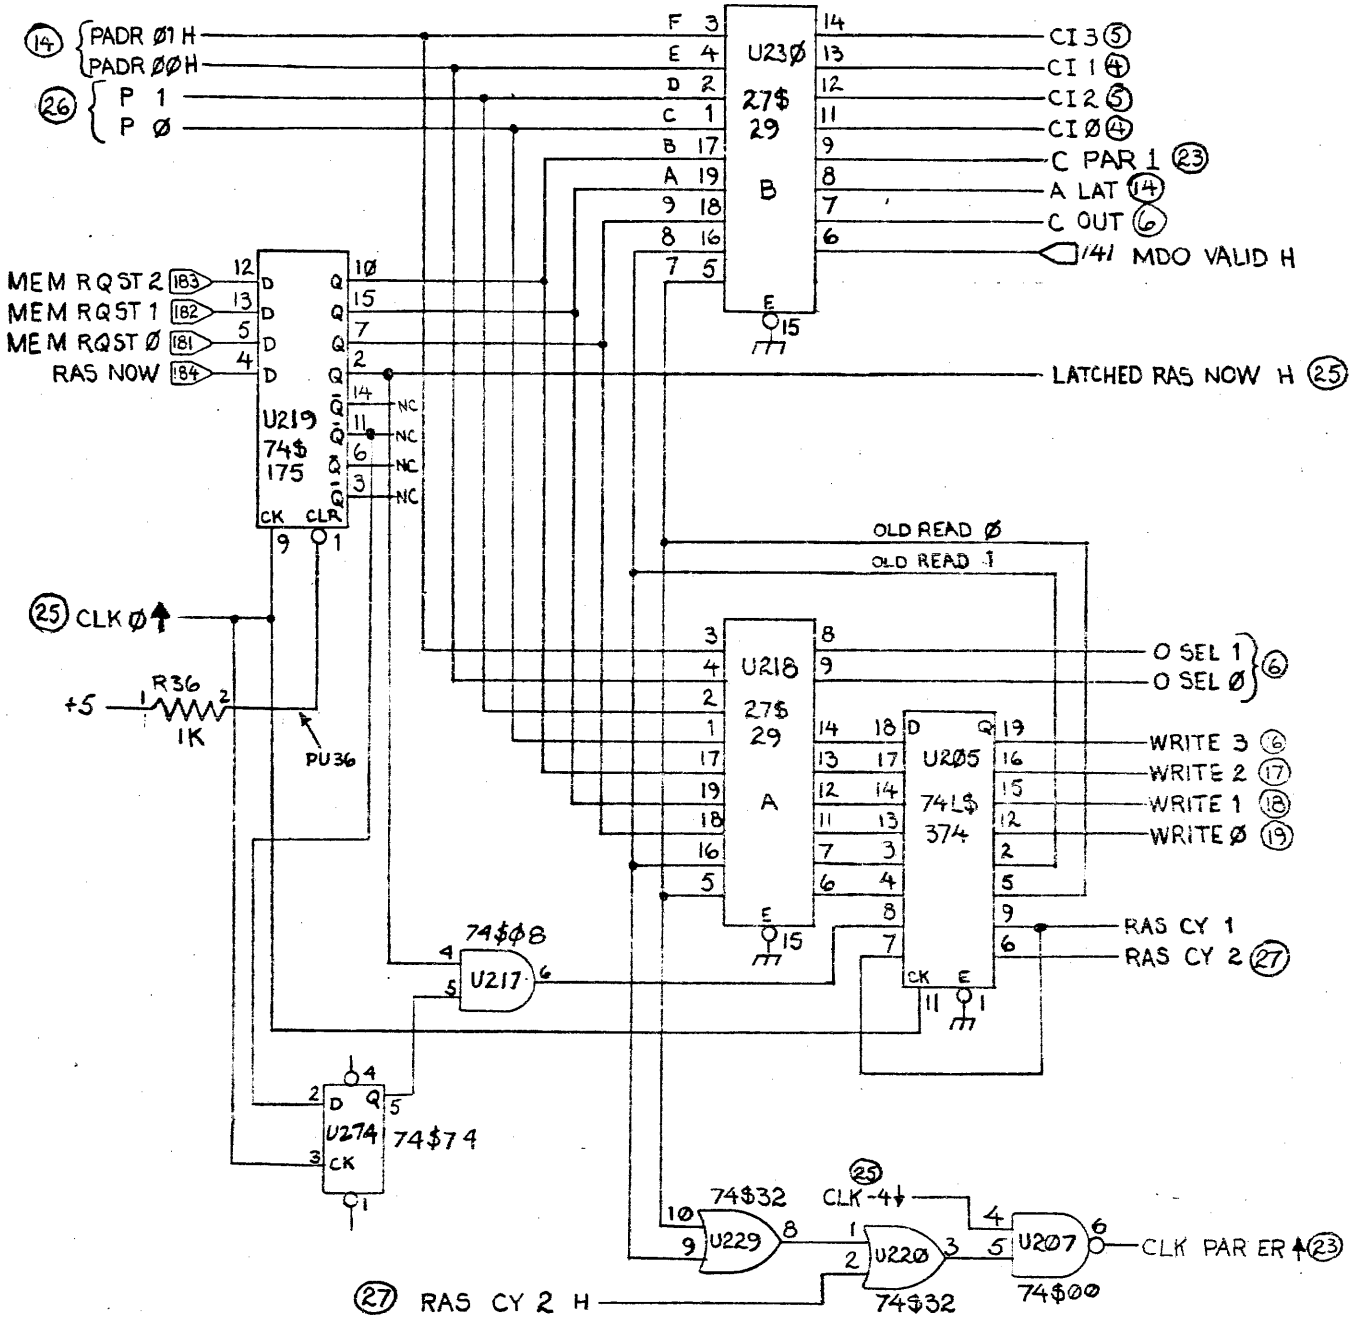 14 { PADR Ø1 H
PADR ØØ H
26 { P 1
P Ø
F 3
E 4
D 2
C 1
B 17
A 19
9 18
8 16
7 5
U23Ø
27$
29
B
E
15
14 CI 3 5
13 CI 1 4
12 CI 2 5
11 CI Ø 4
9 C PAR 1 23
8 A LAT 14
7 C OUT 6
6 141 MDO VALID H
MEM RQST 2 183 12 D Q 10
MEM RQST 1 182 13 D Q 15
MEM RQST Ø 181 5 D Q 7
RAS NOW 184 4 D Q 2
LATCHED RAS NOW H 25
Q̅ 14 NC
Q̅ 11 NC
Q̅ 6 NC
Q̅ 3 NC
U219
74$
175
CK CLR
9 1
OLD READ Ø
OLD READ 1
25 CLK Ø ↑
+5 1 R36 2
1K
PU36
3
4
2
1
17
19
18
16
5
U218
27$
29
A
E
15
8 O SEL 1 } 6
9 O SEL Ø
14 18 D Q 19 WRITE 3 6
13 17 16 WRITE 2 17
12 14 15 WRITE 1 18
11 13 12 WRITE Ø 19
7 3 2
6 4 5
8 9 RAS CY 1
7 6 RAS CY 2 27
U2Ø5
74L$
374
CK E
11 1
74$Ø8
4
5
U217
6
4
2 D Q 5
U274
74$74
3 CK
1
74$32
10
9
U229
8
25
CLK-4↓
1
2
U22Ø
3
74$32
4
5
U2Ø7
6
74$ØØ
CLK PAR ER ↑ 23
27 RAS CY 2 H